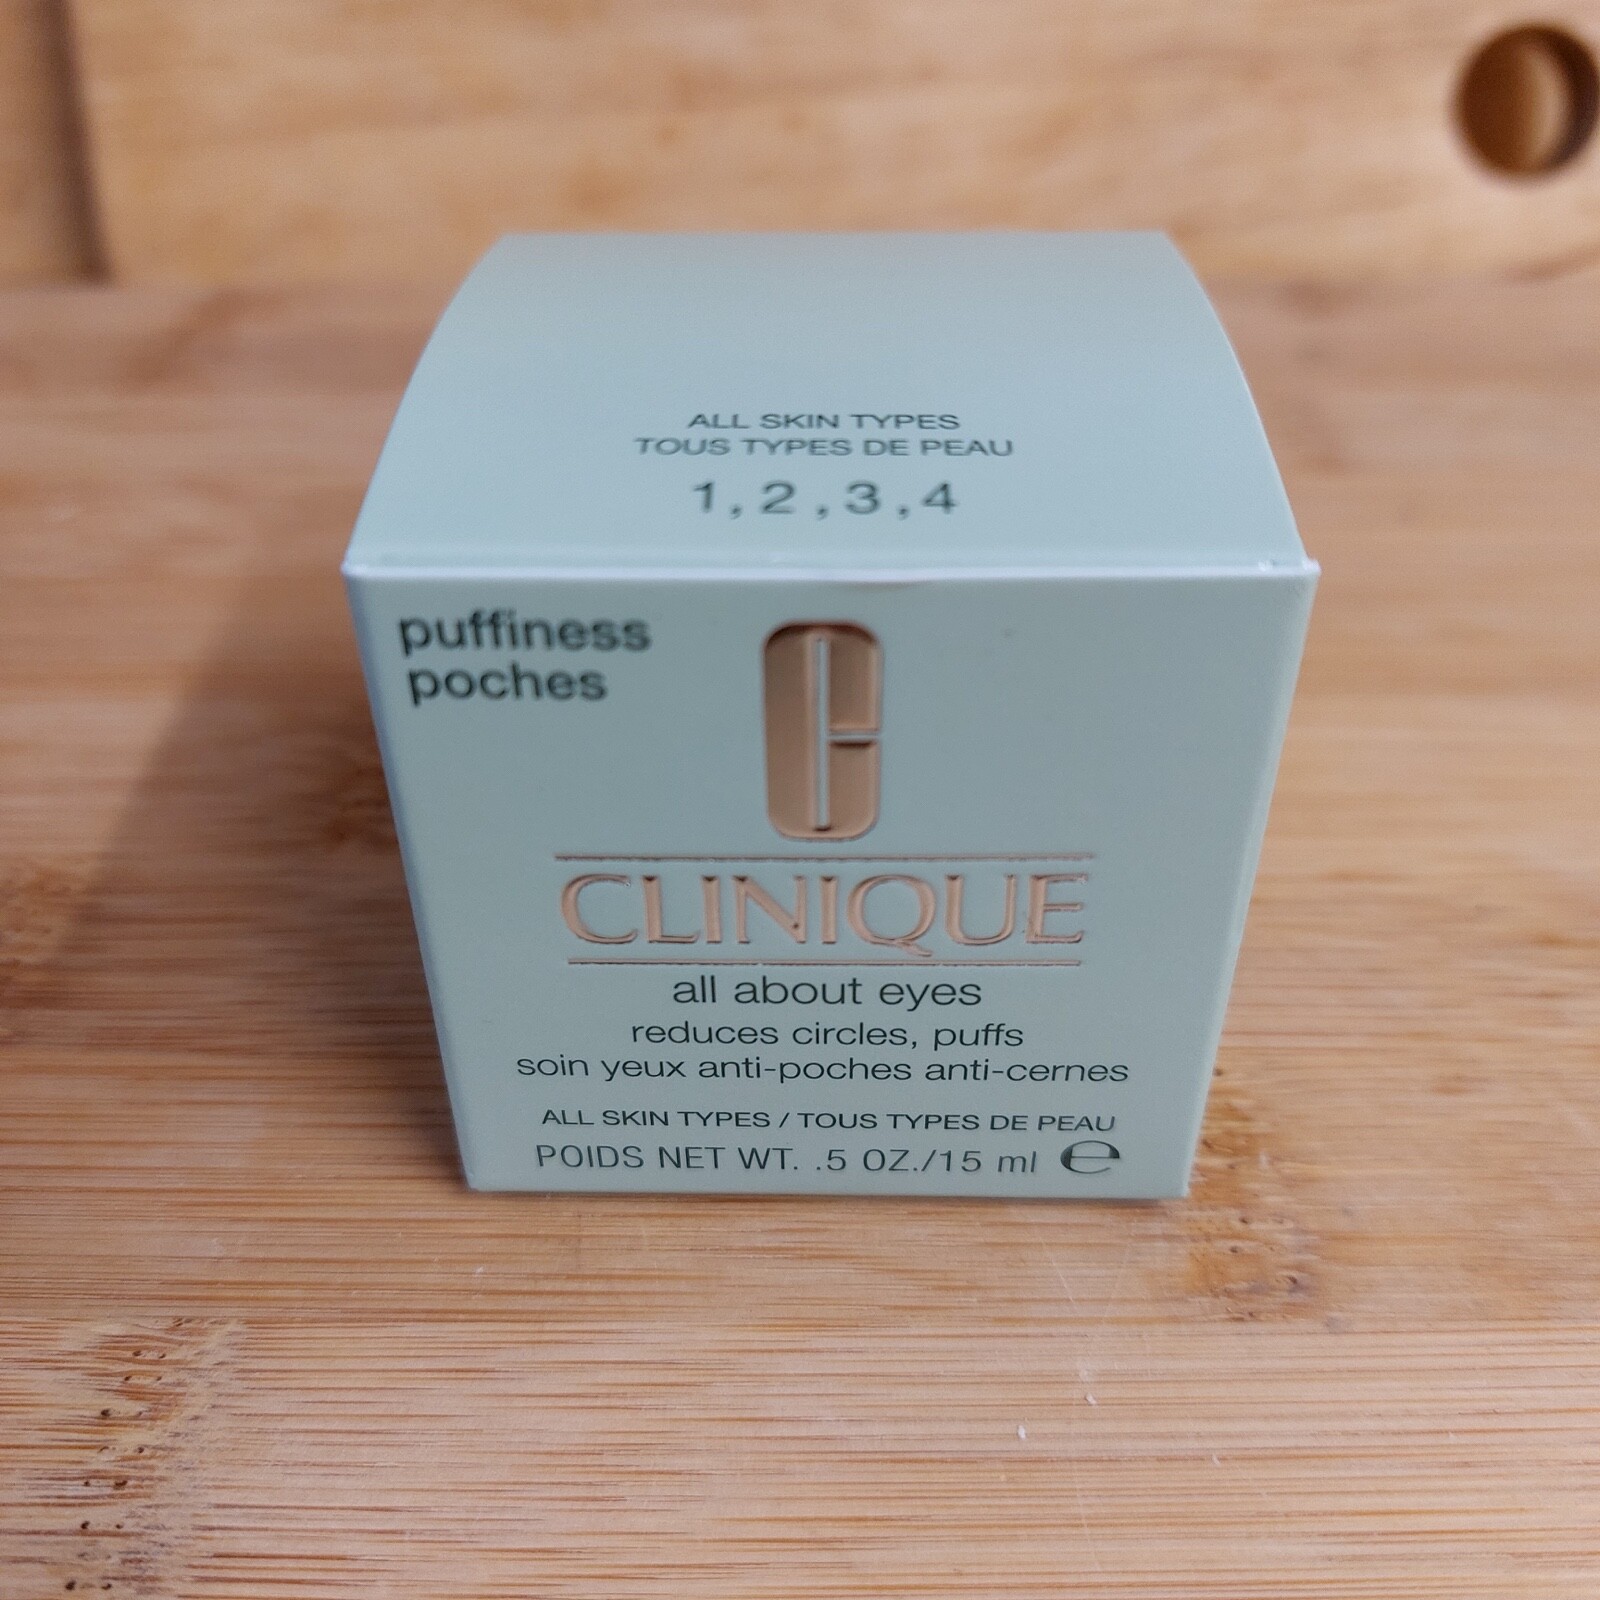 ALL SKIN TYPES
TOUS TYPES DE PEAU
1, 2, 3, 4
puffiness
poches
CLINIQUE
all about eyes
reduces circles, puffs
soin yeux anti-poches anti-cernes
ALL SKIN TYPES / TOUS TYPES DE PEAU
POIDS NET WT. .5 OZ./15 ml ℮